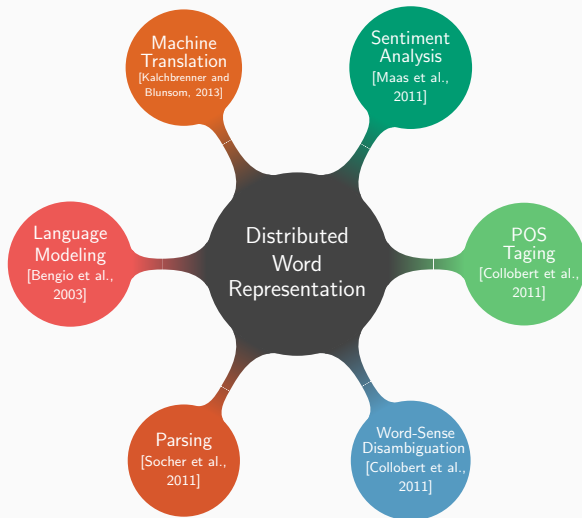 Machine
Translation
[Kalchbrenner and
Blunsom, 2013]
Sentiment
Analysis
[Maas et al.,
2011]
Language
Modeling
[Bengio et al.,
2003]
Distributed
Word
Representation
POS
Taging
[Collobert et al.,
2011]
Parsing
[Socher et al.,
2011]
Word-Sense
Disambiguation
[Collobert et al.,
2011]